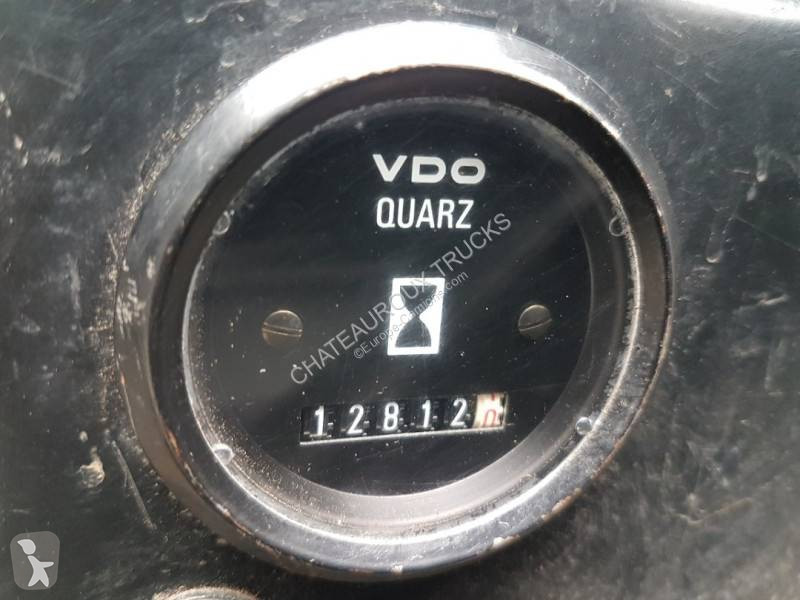 VDO
QUARZ
CHATEAUROUX TRUCKS
©Europe-camions.com
12812